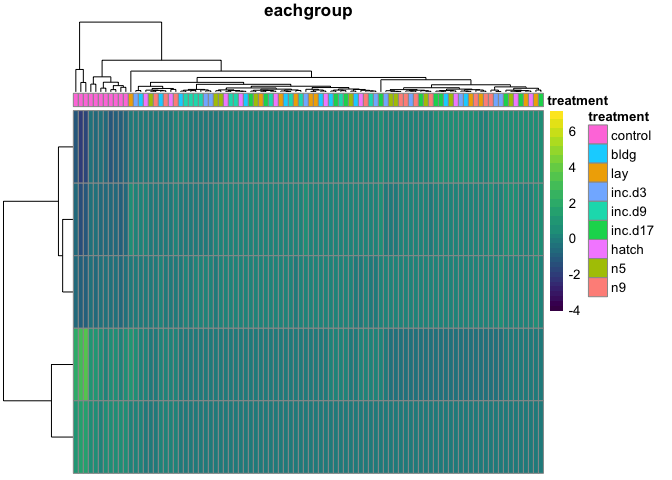 eachgroup
treatment
treatment
6
4
2
0
-2
-4
control
bldg
lay
inc.d3
inc.d9
inc.d17
hatch
n5
n9